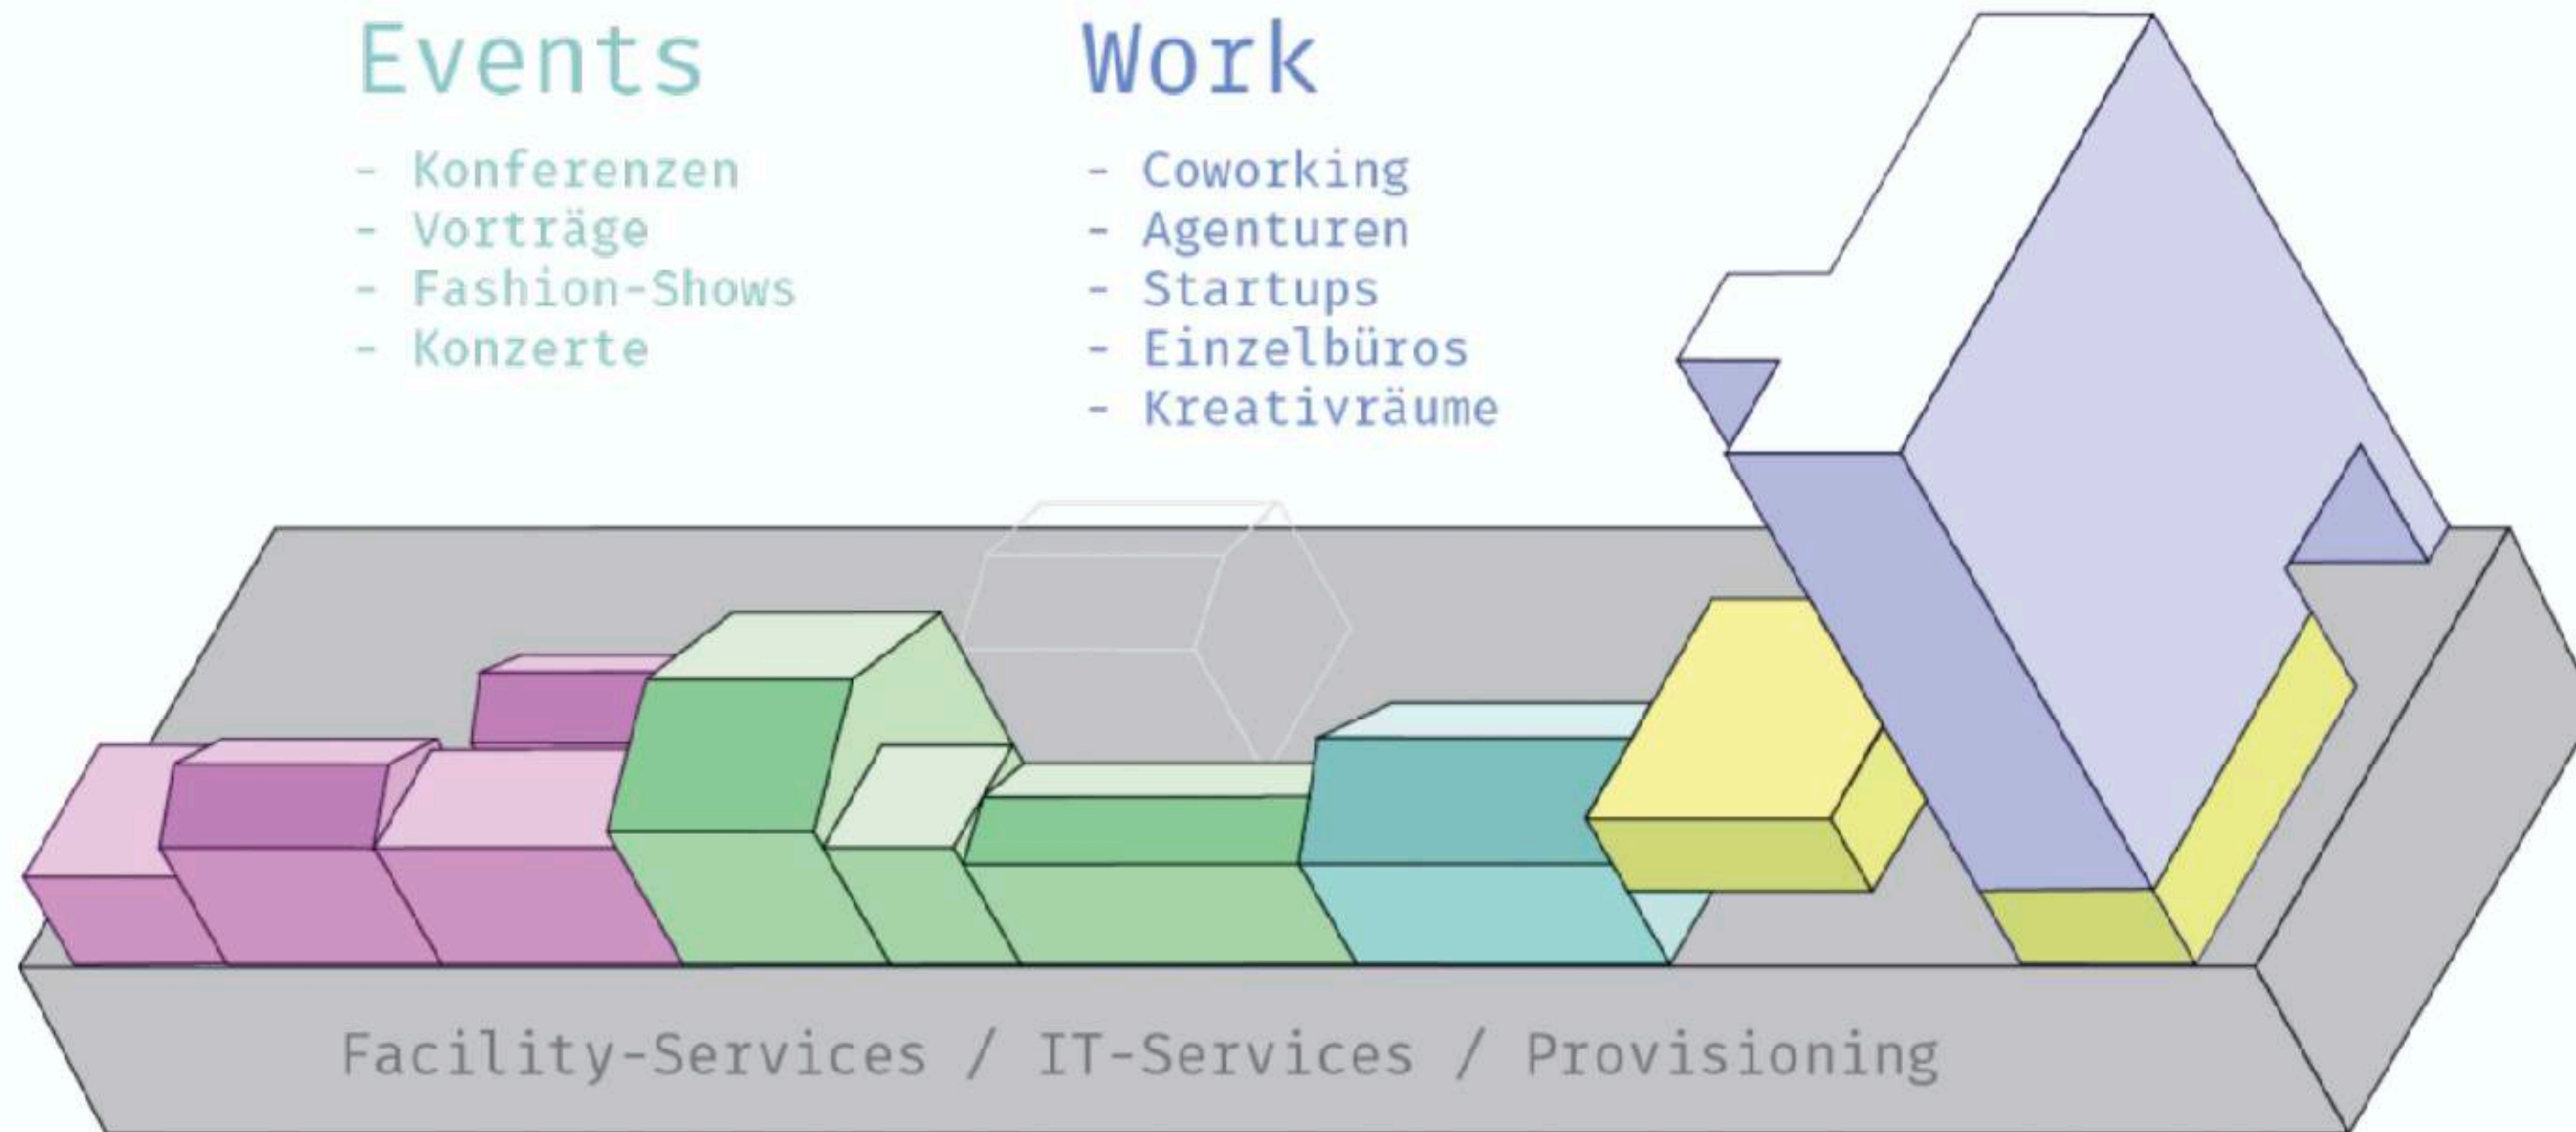 Events
- Konferenzen
- Vorträge
- Fashion-Shows
- Konzerte
Work
- Coworking
- Agenturen
- Startups
- Einzelbüros
- Kreativräume
Facility-Services / IT-Services / Provisioning